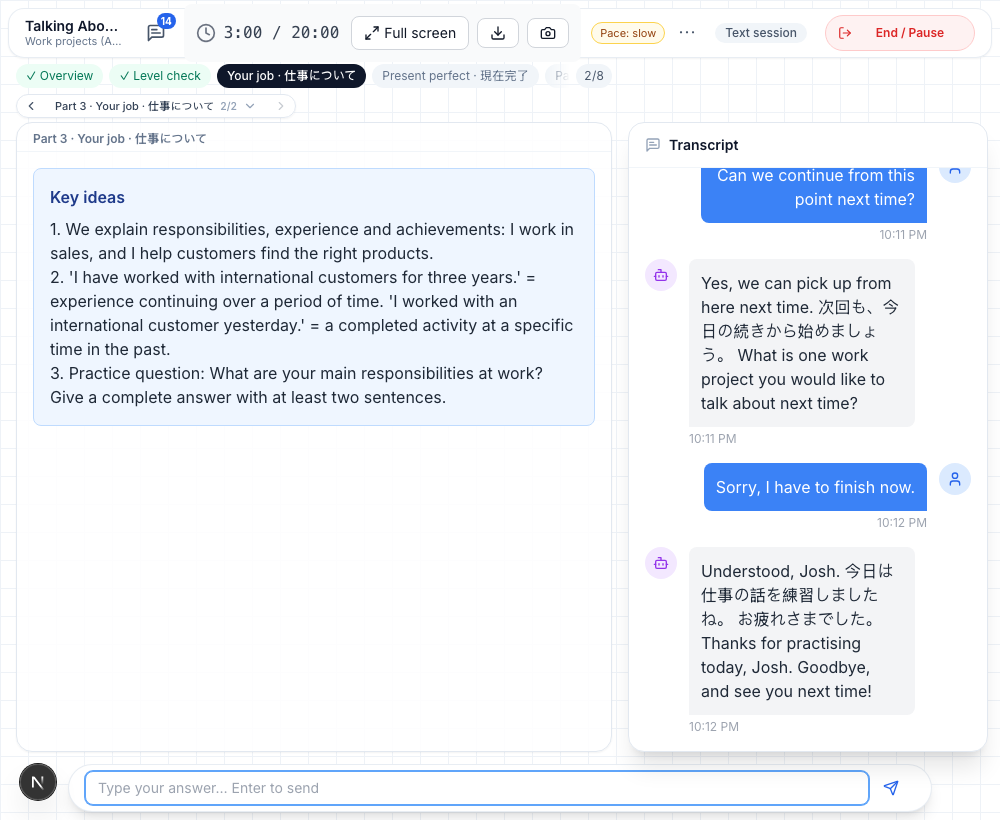 Talking Abo...
Work projects (A...
14
3:00 / 20:00
Full screen
Pace: slow
Text session
End / Pause
✓ Overview
✓ Level check
Your job · 仕事について
Present perfect · 現在完了
Pe
2/8
Part 3 · Your job · 仕事について 2/2
Part 3 · Your job · 仕事について
Key ideas
1. We explain responsibilities, experience and achievements: I work in
sales, and I help customers find the right products.
2. 'I have worked with international customers for three years.' =
experience continuing over a period of time. 'I worked with an
international customer yesterday.' = a completed activity at a specific
time in the past.
3. Practice question: What are your main responsibilities at work?
Give a complete answer with at least two sentences.
Transcript
Can we continue from this
point next time?
10:11 PM
Yes, we can pick up from
here next time. 次回も、今
日の続きから始めましょ
う。 What is one work
project you would like to
talk about next time?
10:11 PM
Sorry, I have to finish now.
10:12 PM
Understood, Josh. 今日は
仕事の話を練習しました
ね。 お疲れさまでした。
Thanks for practising
today, Josh. Goodbye,
and see you next time!
10:12 PM
N
Type your answer... Enter to send